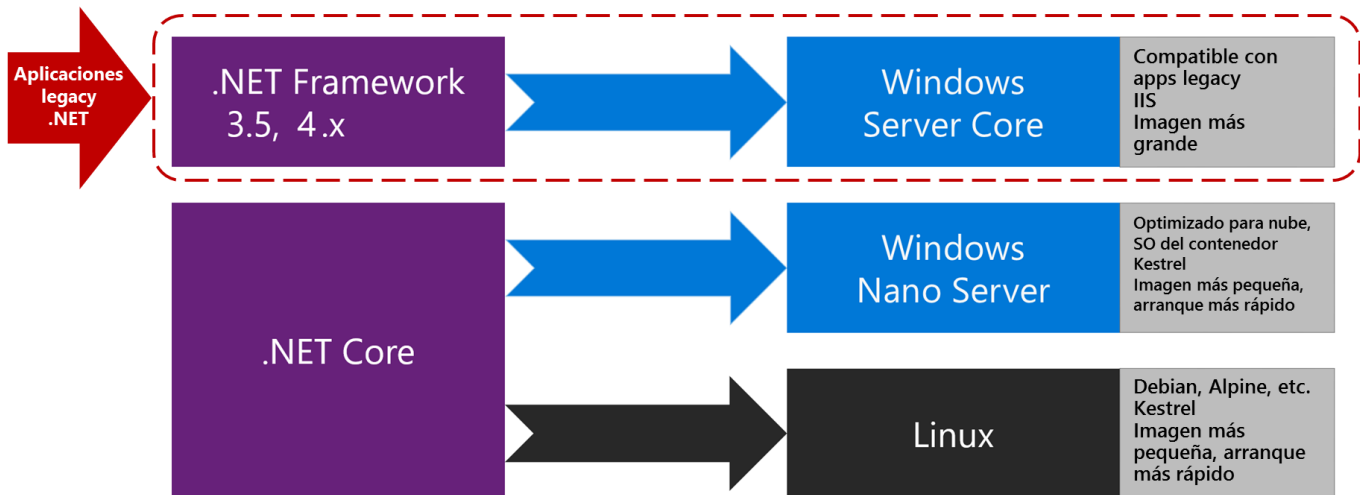 Aplicaciones
legacy
.NET
.NET Framework
3.5, 4.x
Windows
Server Core
Compatible con
apps legacy
IIS
Imagen más
grande
.NET Core
Windows
Nano Server
Optimizado para nube,
SO del contenedor
Kestrel
Imagen más pequeña,
arranque más rápido
Linux
Debian, Alpine, etc.
Kestrel
Imagen más
pequeña, arranque
más rápido